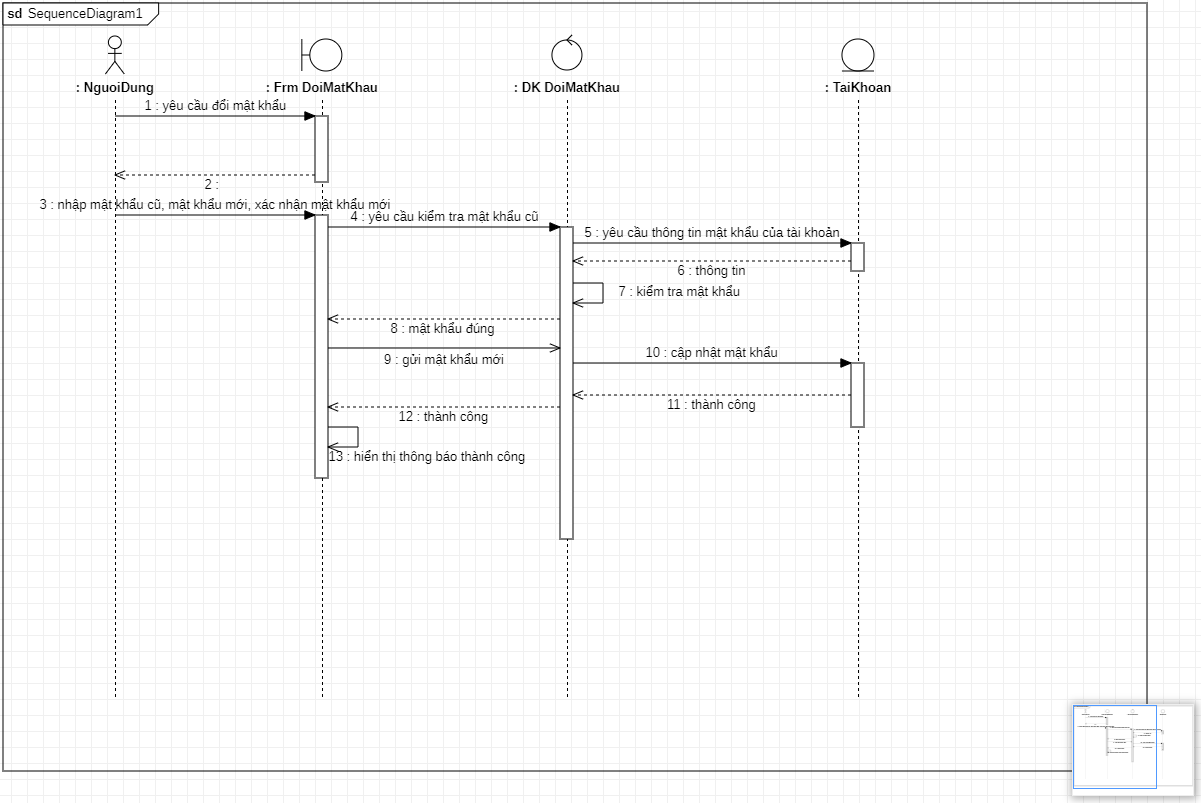 sd SequenceDiagram1
: NguoiDung
: Frm DoiMatKhau
: DK DoiMatKhau
: TaiKhoan
1 : yêu cầu đổi mật khẩu
2 :
3 : nhập mật khẩu cũ, mật khẩu mới, xác nhận mật khẩu mới
4 : yêu cầu kiểm tra mật khẩu cũ
5 : yêu cầu thông tin mật khẩu của tài khoản
6 : thông tin
7 : kiểm tra mật khẩu
8 : mật khẩu đúng
9 : gửi mật khẩu mới
10 : cập nhật mật khẩu
11 : thành công
12 : thành công
13 : hiển thị thông báo thành công